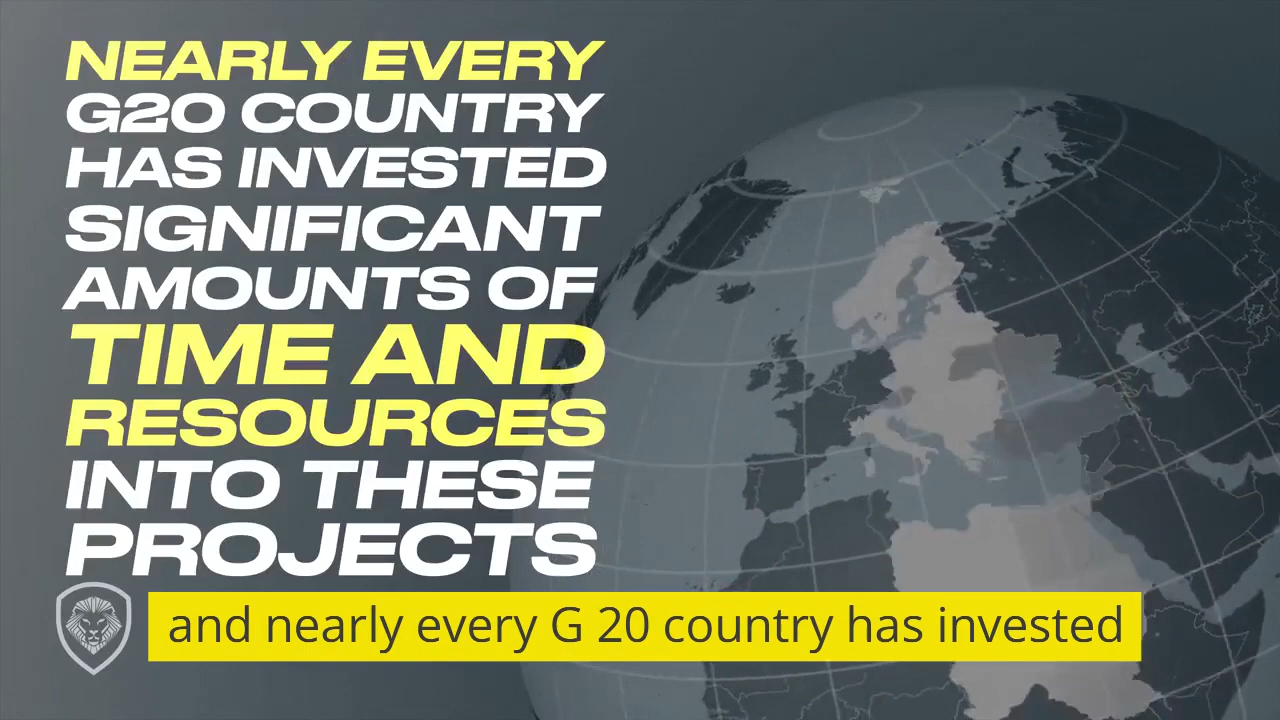 NEARLY EVERY
G20 COUNTRY
HAS INVESTED
SIGNIFICANT
AMOUNTS OF
TIME AND
RESOURCES
INTO THESE
PROJECTS
and nearly every G 20 country has invested